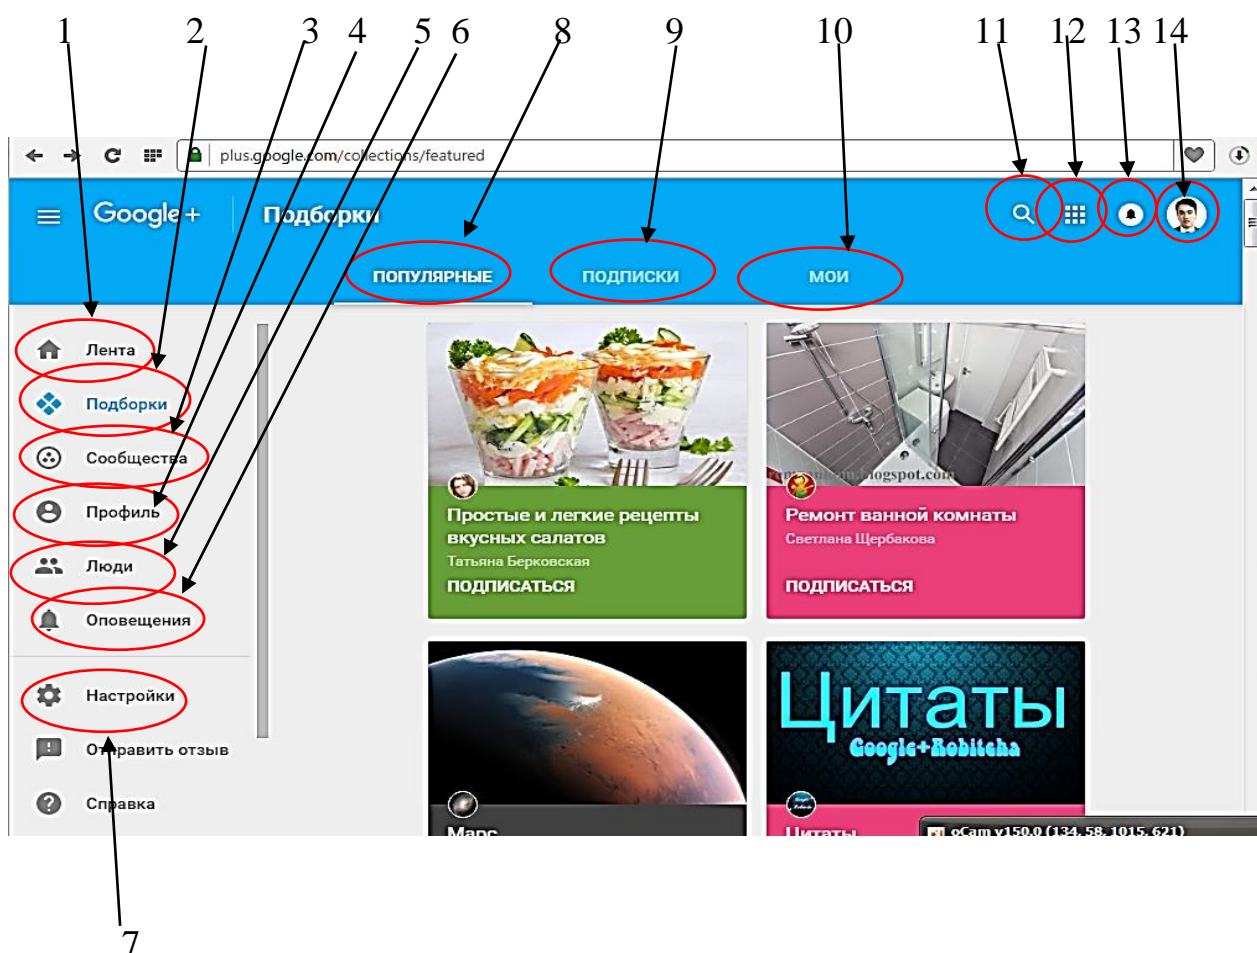 1 2 3 4 5 6 8 9 10 11 12 13 14
plus.google.com/collections/featured
Google+ Подборки
ПОПУЛЯРНЫЕ ПОДПИСКИ МОИ
Лента
Подборки
Сообщества
Профиль
Люди
Оповещения
Настройки
Отправить отзыв
Справка
Простые и легкие рецепты
вкусных салатов
Татьяна Берковская
ПОДПИСАТЬСЯ
blogspot.com
Ремонт ванной комнаты
Светлана Щербакова
ПОДПИСАТЬСЯ
Марс
Цитаты
Google+Robitcha
Цитаты
oCam v150.0 (134, 58, 1015, 621)
7